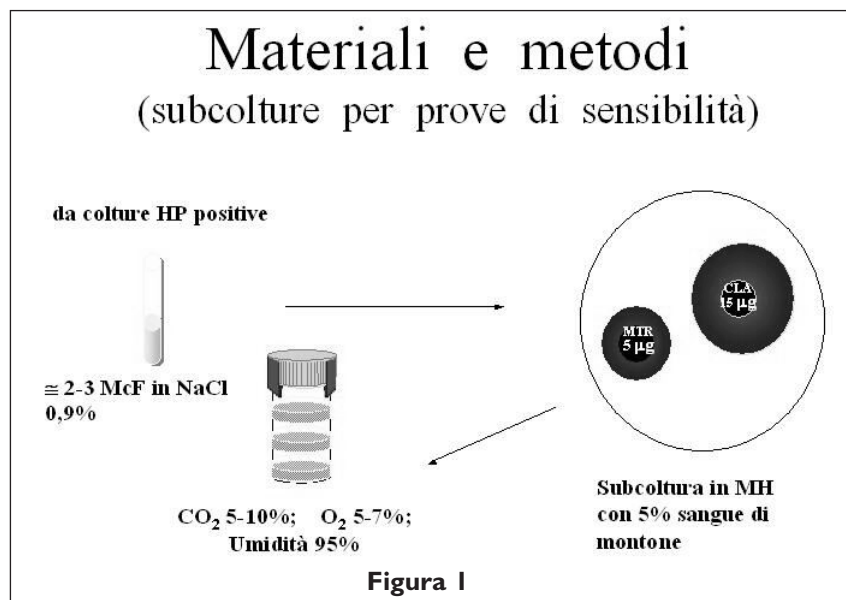 Materiali e metodi
(subcolture per prove di sensibilità)
da colture HP positive
≅ 2-3 McF in NaCl
0,9%
CLA
15 µg
MTR
5 µg
CO₂ 5-10%; O₂ 5-7%;
Umidità 95%
Subcoltura in MH
con 5% sangue di
montone
Figura 1